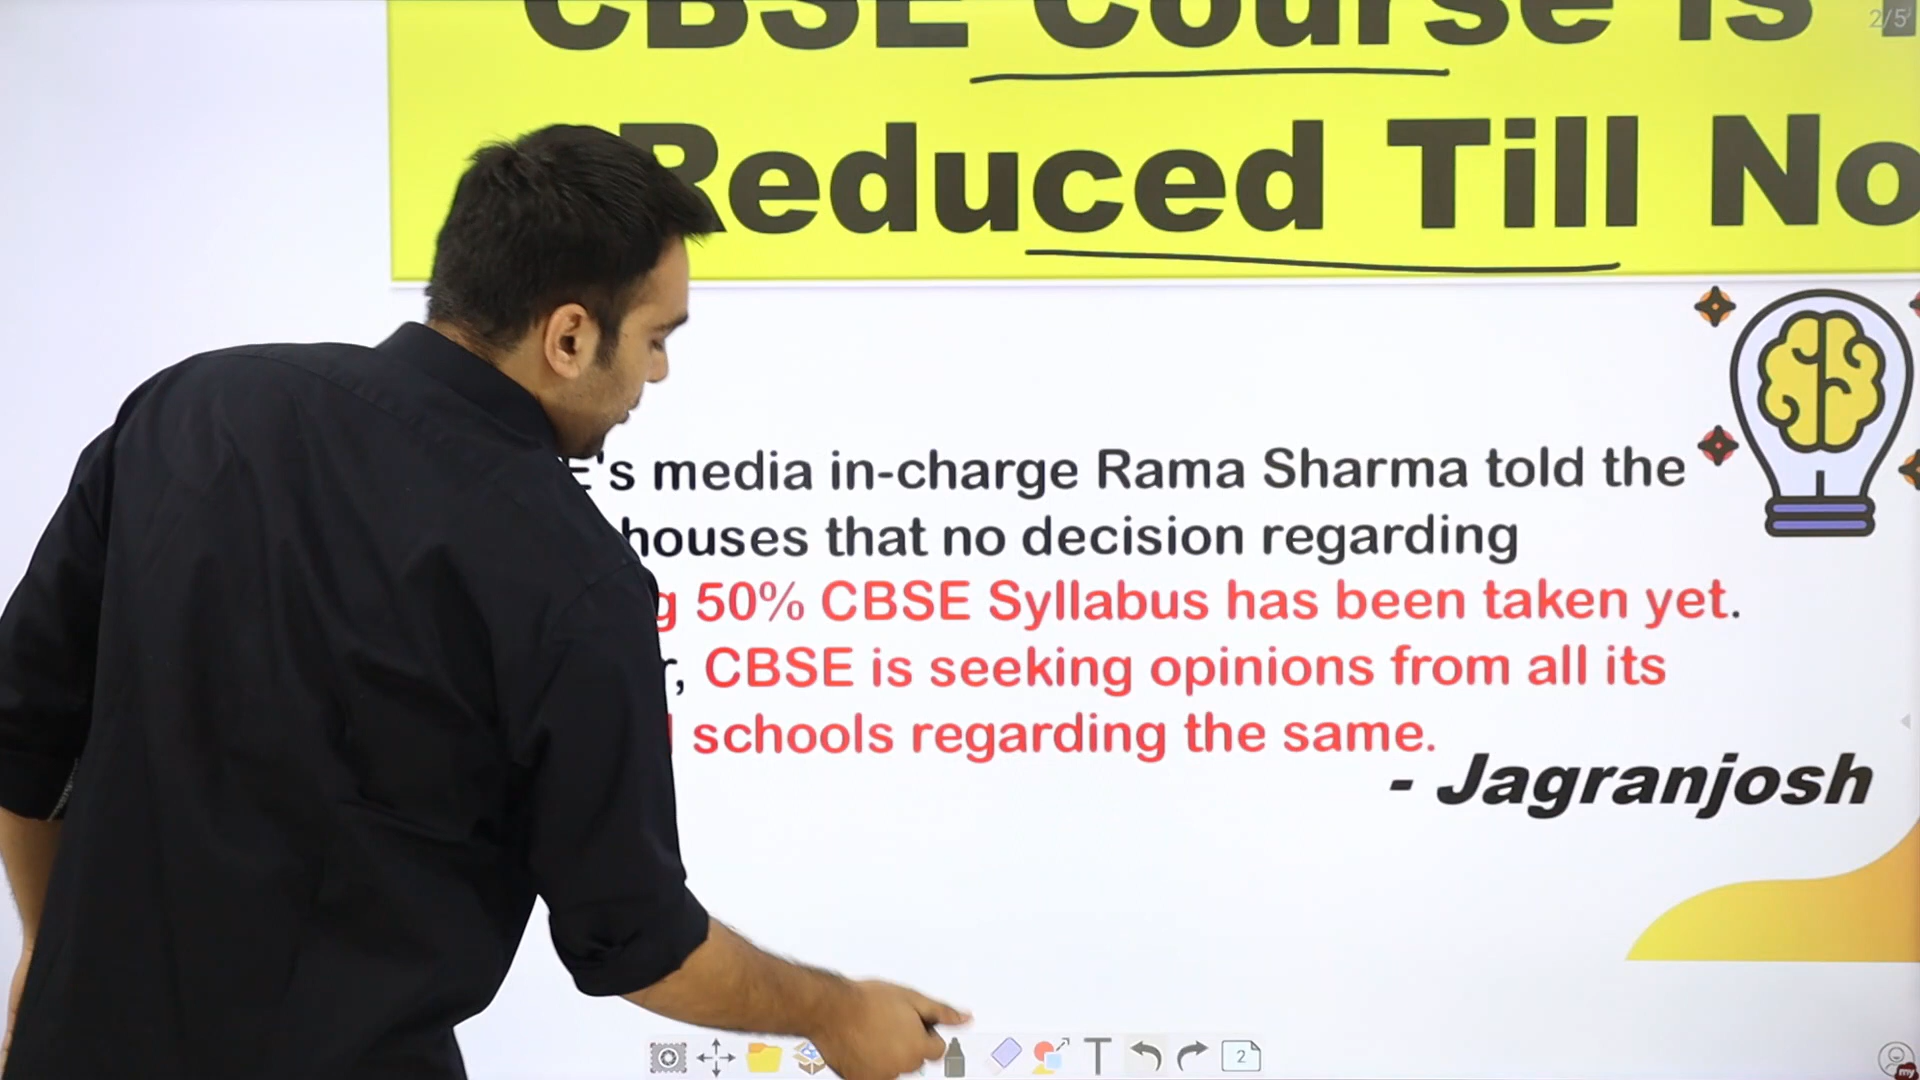 CBSE Course is
2/5
Reduced Till No
's media in-charge Rama Sharma told the
houses that no decision regarding
50% CBSE Syllabus has been taken yet.
, CBSE is seeking opinions from all its
schools regarding the same.
- Jagranjosh
T
2
my